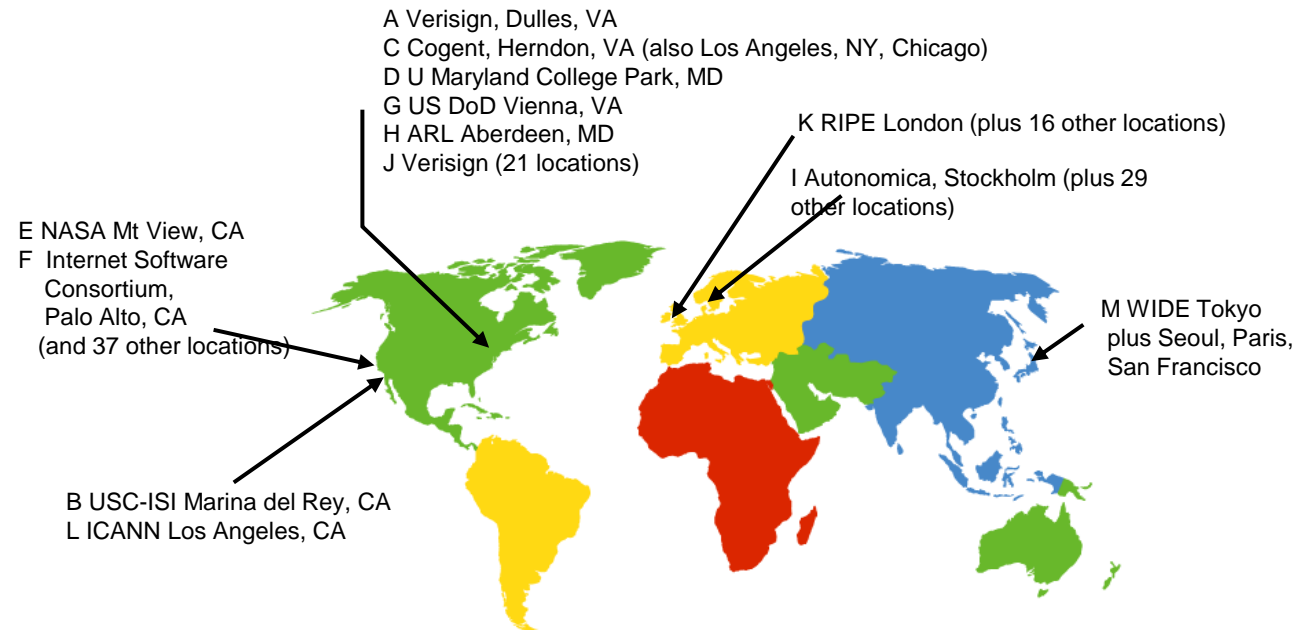 A Verisign, Dulles, VA
C Cogent, Herndon, VA (also Los Angeles, NY, Chicago)
D U Maryland College Park, MD
G US DoD Vienna, VA
H ARL Aberdeen, MD
J Verisign (21 locations)
K RIPE London (plus 16 other locations)
I Autonomica, Stockholm (plus 29
other locations)
E NASA Mt View, CA
F Internet Software
Consortium,
Palo Alto, CA
(and 37 other locations)
M WIDE Tokyo
plus Seoul, Paris,
San Francisco
B USC-ISI Marina del Rey, CA
L ICANN Los Angeles, CA